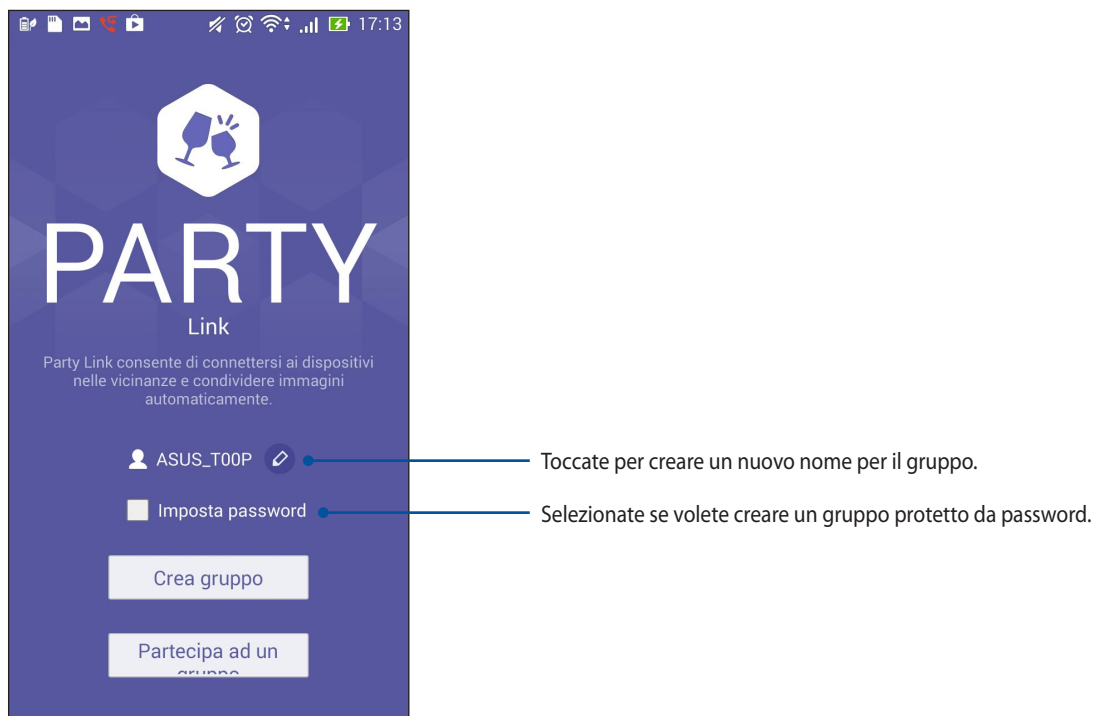 17:13
PARTY
Link
Party Link consente di connettersi ai dispositivi
nelle vicinanze e condividere immagini
automaticamente.
ASUS_T00P
Toccate per creare un nuovo nome per il gruppo.
Imposta password
Selezionate se volete creare un gruppo protetto da password.
Crea gruppo
Partecipa ad un
gruppo